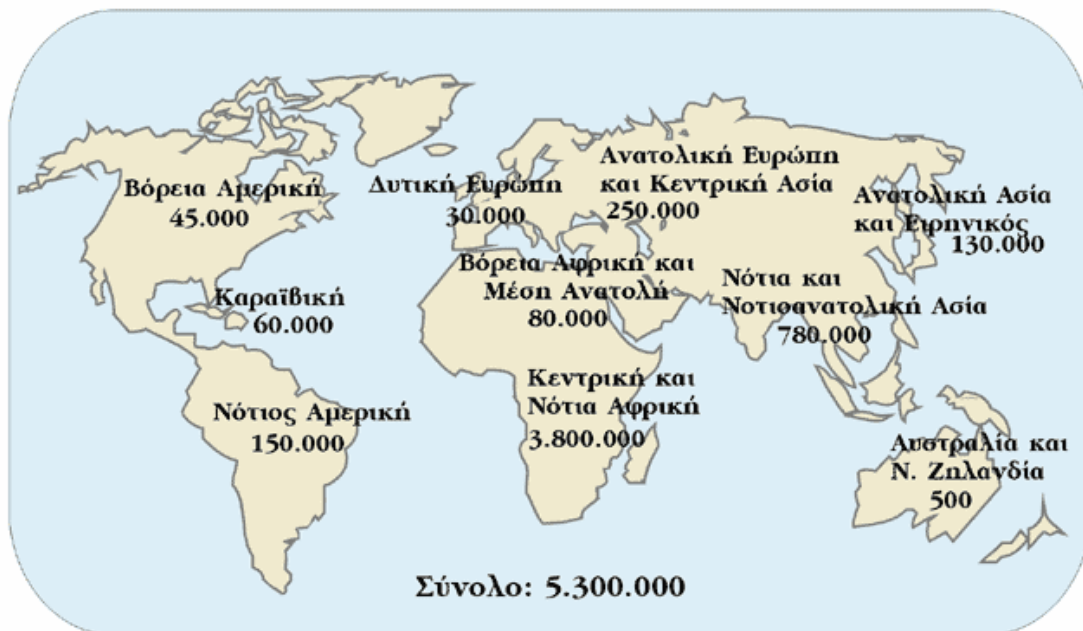 Βόρεια Αμερική
45.000
Δυτική Ευρώπη
30.000
Ανατολική Ευρώπη
και Κεντρική Ασία
250.000
Ανατολική Ασία
και Ειρηνικός
130.000
Καραϊβική
60.000
Βόρεια Αφρική και
Μέση Ανατολή
80.000
Νότια και
Νοτιοανατολική Ασία
780.000
Νότιος Αμερική
150.000
Κεντρική και
Νότια Αφρική
3.800.000
Αυστραλία και
Ν. Ζηλανδία
500
Σύνολο: 5.300.000